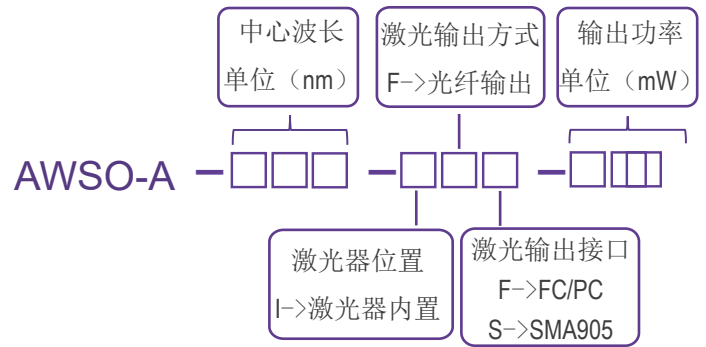 中心波长
单位（nm）
激光输出方式
F->光纤输出
输出功率
单位（mW）
AWSO-A -□□□ -□□□ -□□□
激光器位置
I->激光器内置
激光输出接口
F->FC/PC
S->SMA905